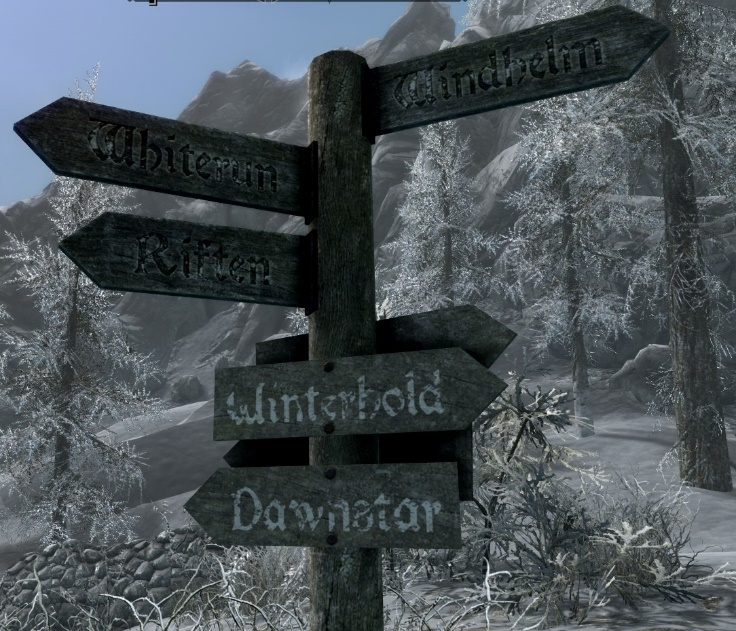 Windhelm
Whiterun
Riften
Winterhold
Dawnstar